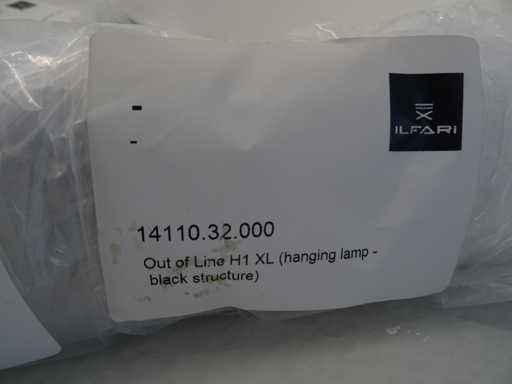 ILFARI
14110.32.000
Out of Line H1 XL (hanging lamp -
black structure)